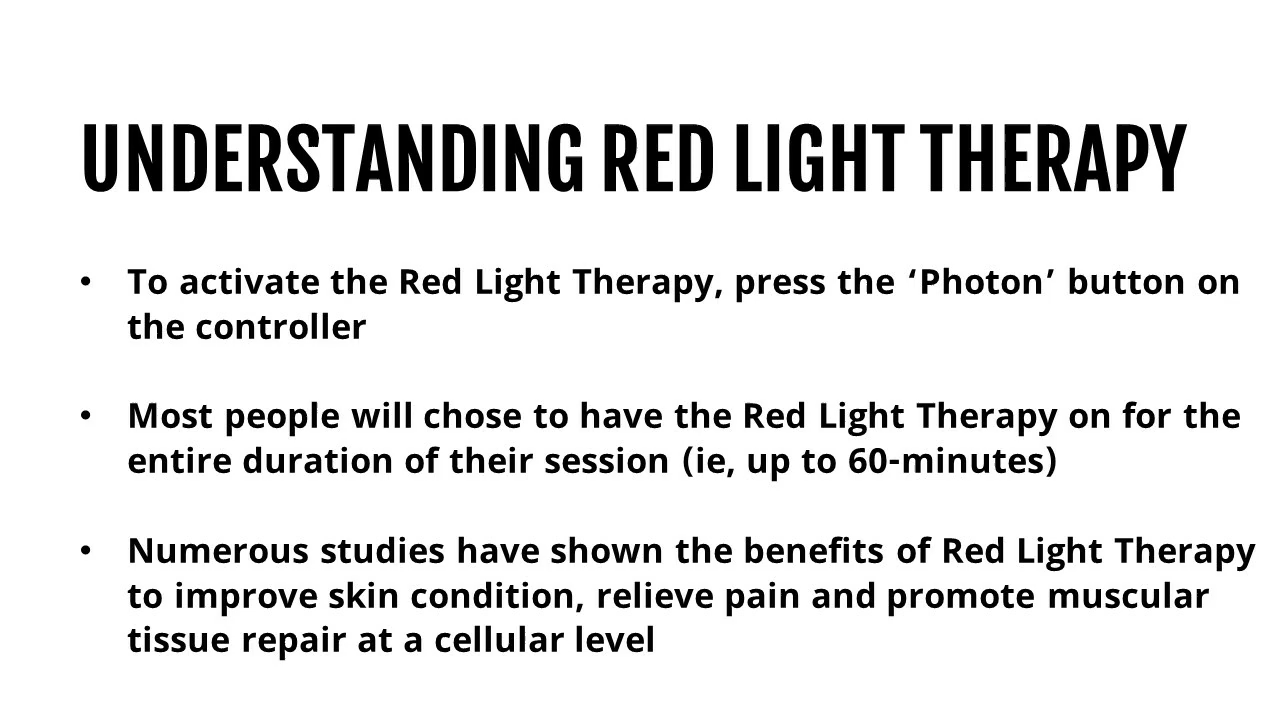 UNDERSTANDING RED LIGHT THERAPY
• To activate the Red Light Therapy, press the ‘Photon’ button on
the controller
• Most people will chose to have the Red Light Therapy on for the
entire duration of their session (ie, up to 60-minutes)
• Numerous studies have shown the benefits of Red Light Therapy
to improve skin condition, relieve pain and promote muscular
tissue repair at a cellular level